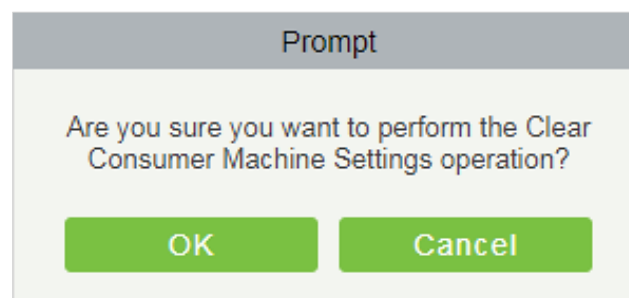 Prompt
Are you sure you want to perform the Clear
Consumer Machine Settings operation?
OK
Cancel